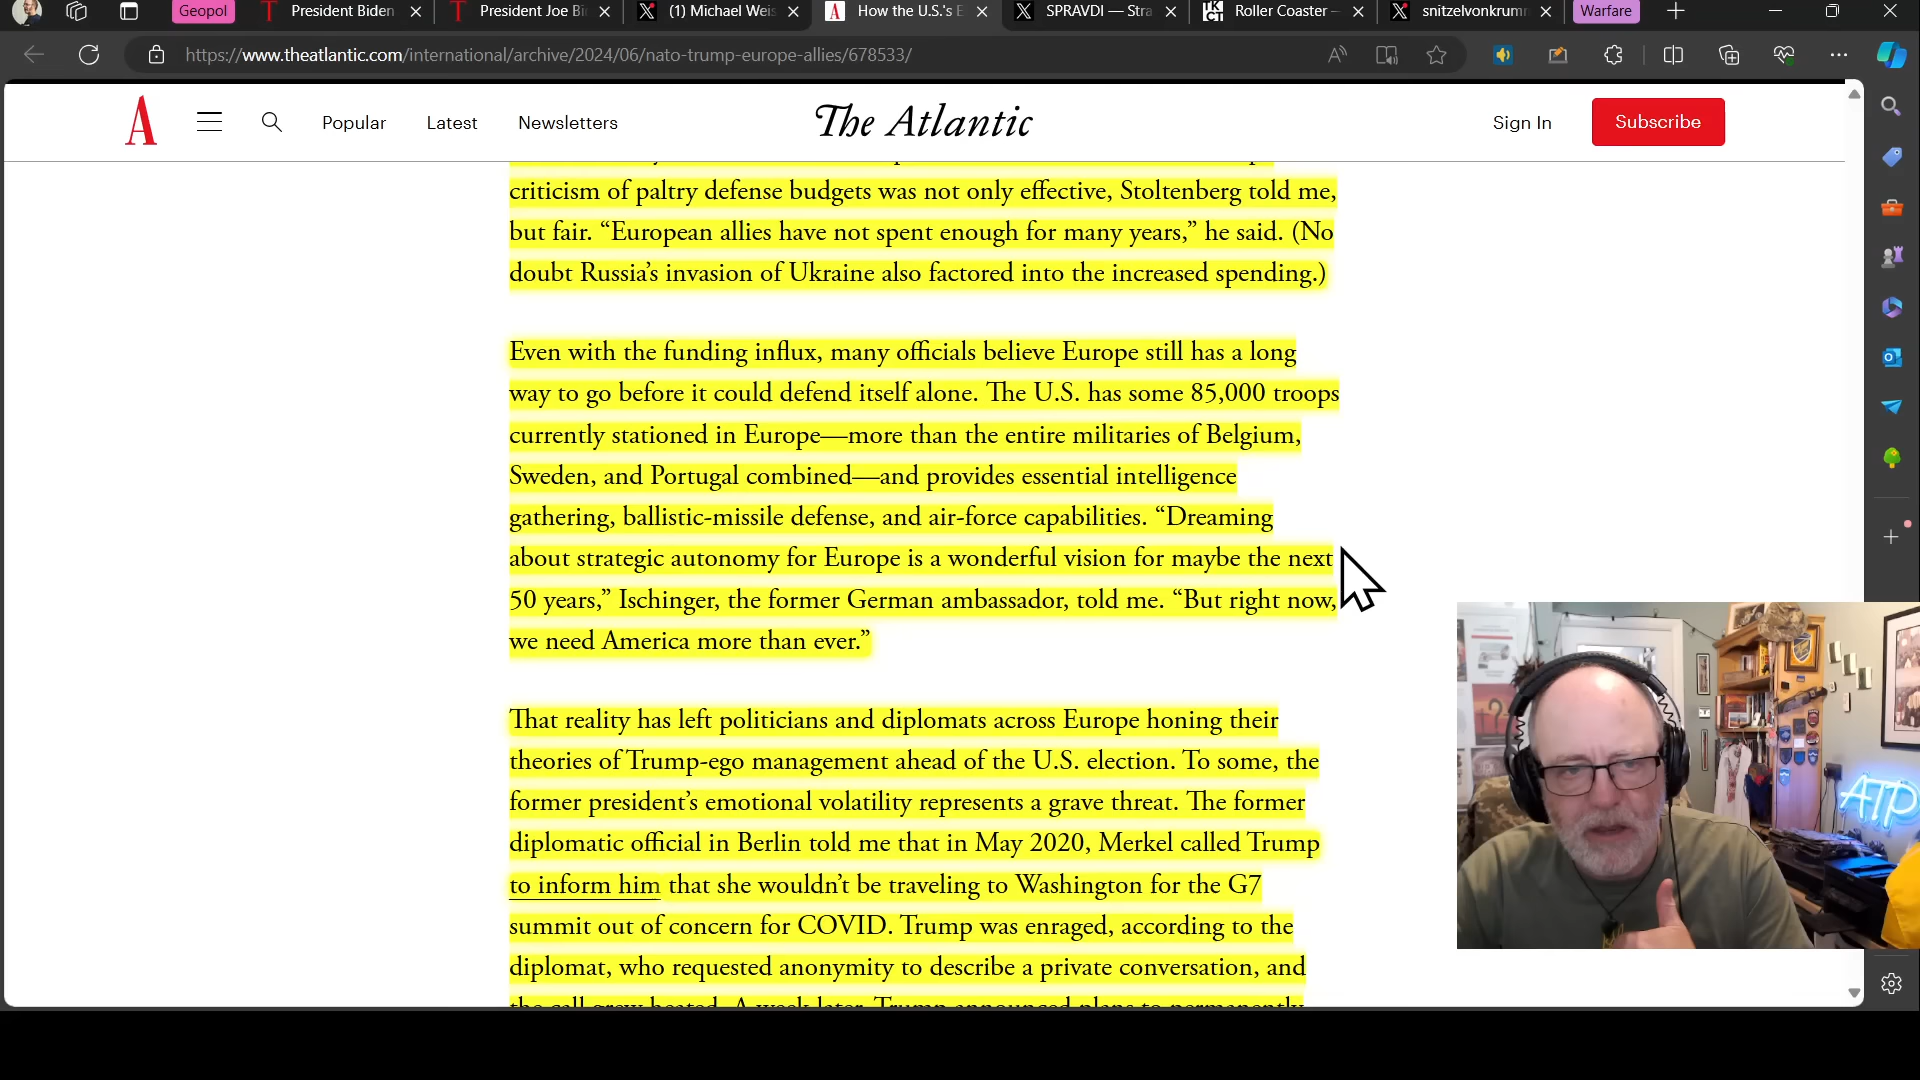 Geopol
President Biden
President Joe Bi
(1) Michael Weis
How the U.S.'s E
SPRAVDI — Stra
Roller Coaster –
snitzelvonkrumm
Warfare
https://www.theatlantic.com/international/archive/2024/06/nato-trump-europe-allies/678533/
Popular
Latest
Newsletters
The Atlantic
Sign In
Subscribe
criticism of paltry defense budgets was not only effective, Stoltenberg told me,
but fair. “European allies have not spent enough for many years,” he said. (No
doubt Russia’s invasion of Ukraine also factored into the increased spending.)
Even with the funding influx, many officials believe Europe still has a long
way to go before it could defend itself alone. The U.S. has some 85,000 troops
currently stationed in Europe—more than the entire militaries of Belgium,
Sweden, and Portugal combined—and provides essential intelligence
gathering, ballistic-missile defense, and air-force capabilities. “Dreaming
about strategic autonomy for Europe is a wonderful vision for maybe the next
50 years,” Ischinger, the former German ambassador, told me. “But right now,
we need America more than ever.”
That reality has left politicians and diplomats across Europe honing their
theories of Trump-ego management ahead of the U.S. election. To some, the
former president’s emotional volatility represents a grave threat. The former
diplomatic official in Berlin told me that in May 2020, Merkel called Trump
to inform him that she wouldn’t be traveling to Washington for the G7
summit out of concern for COVID. Trump was enraged, according to the
diplomat, who requested anonymity to describe a private conversation, and
the call grew heated. A week later, Trump announced plans to permanently
ATP